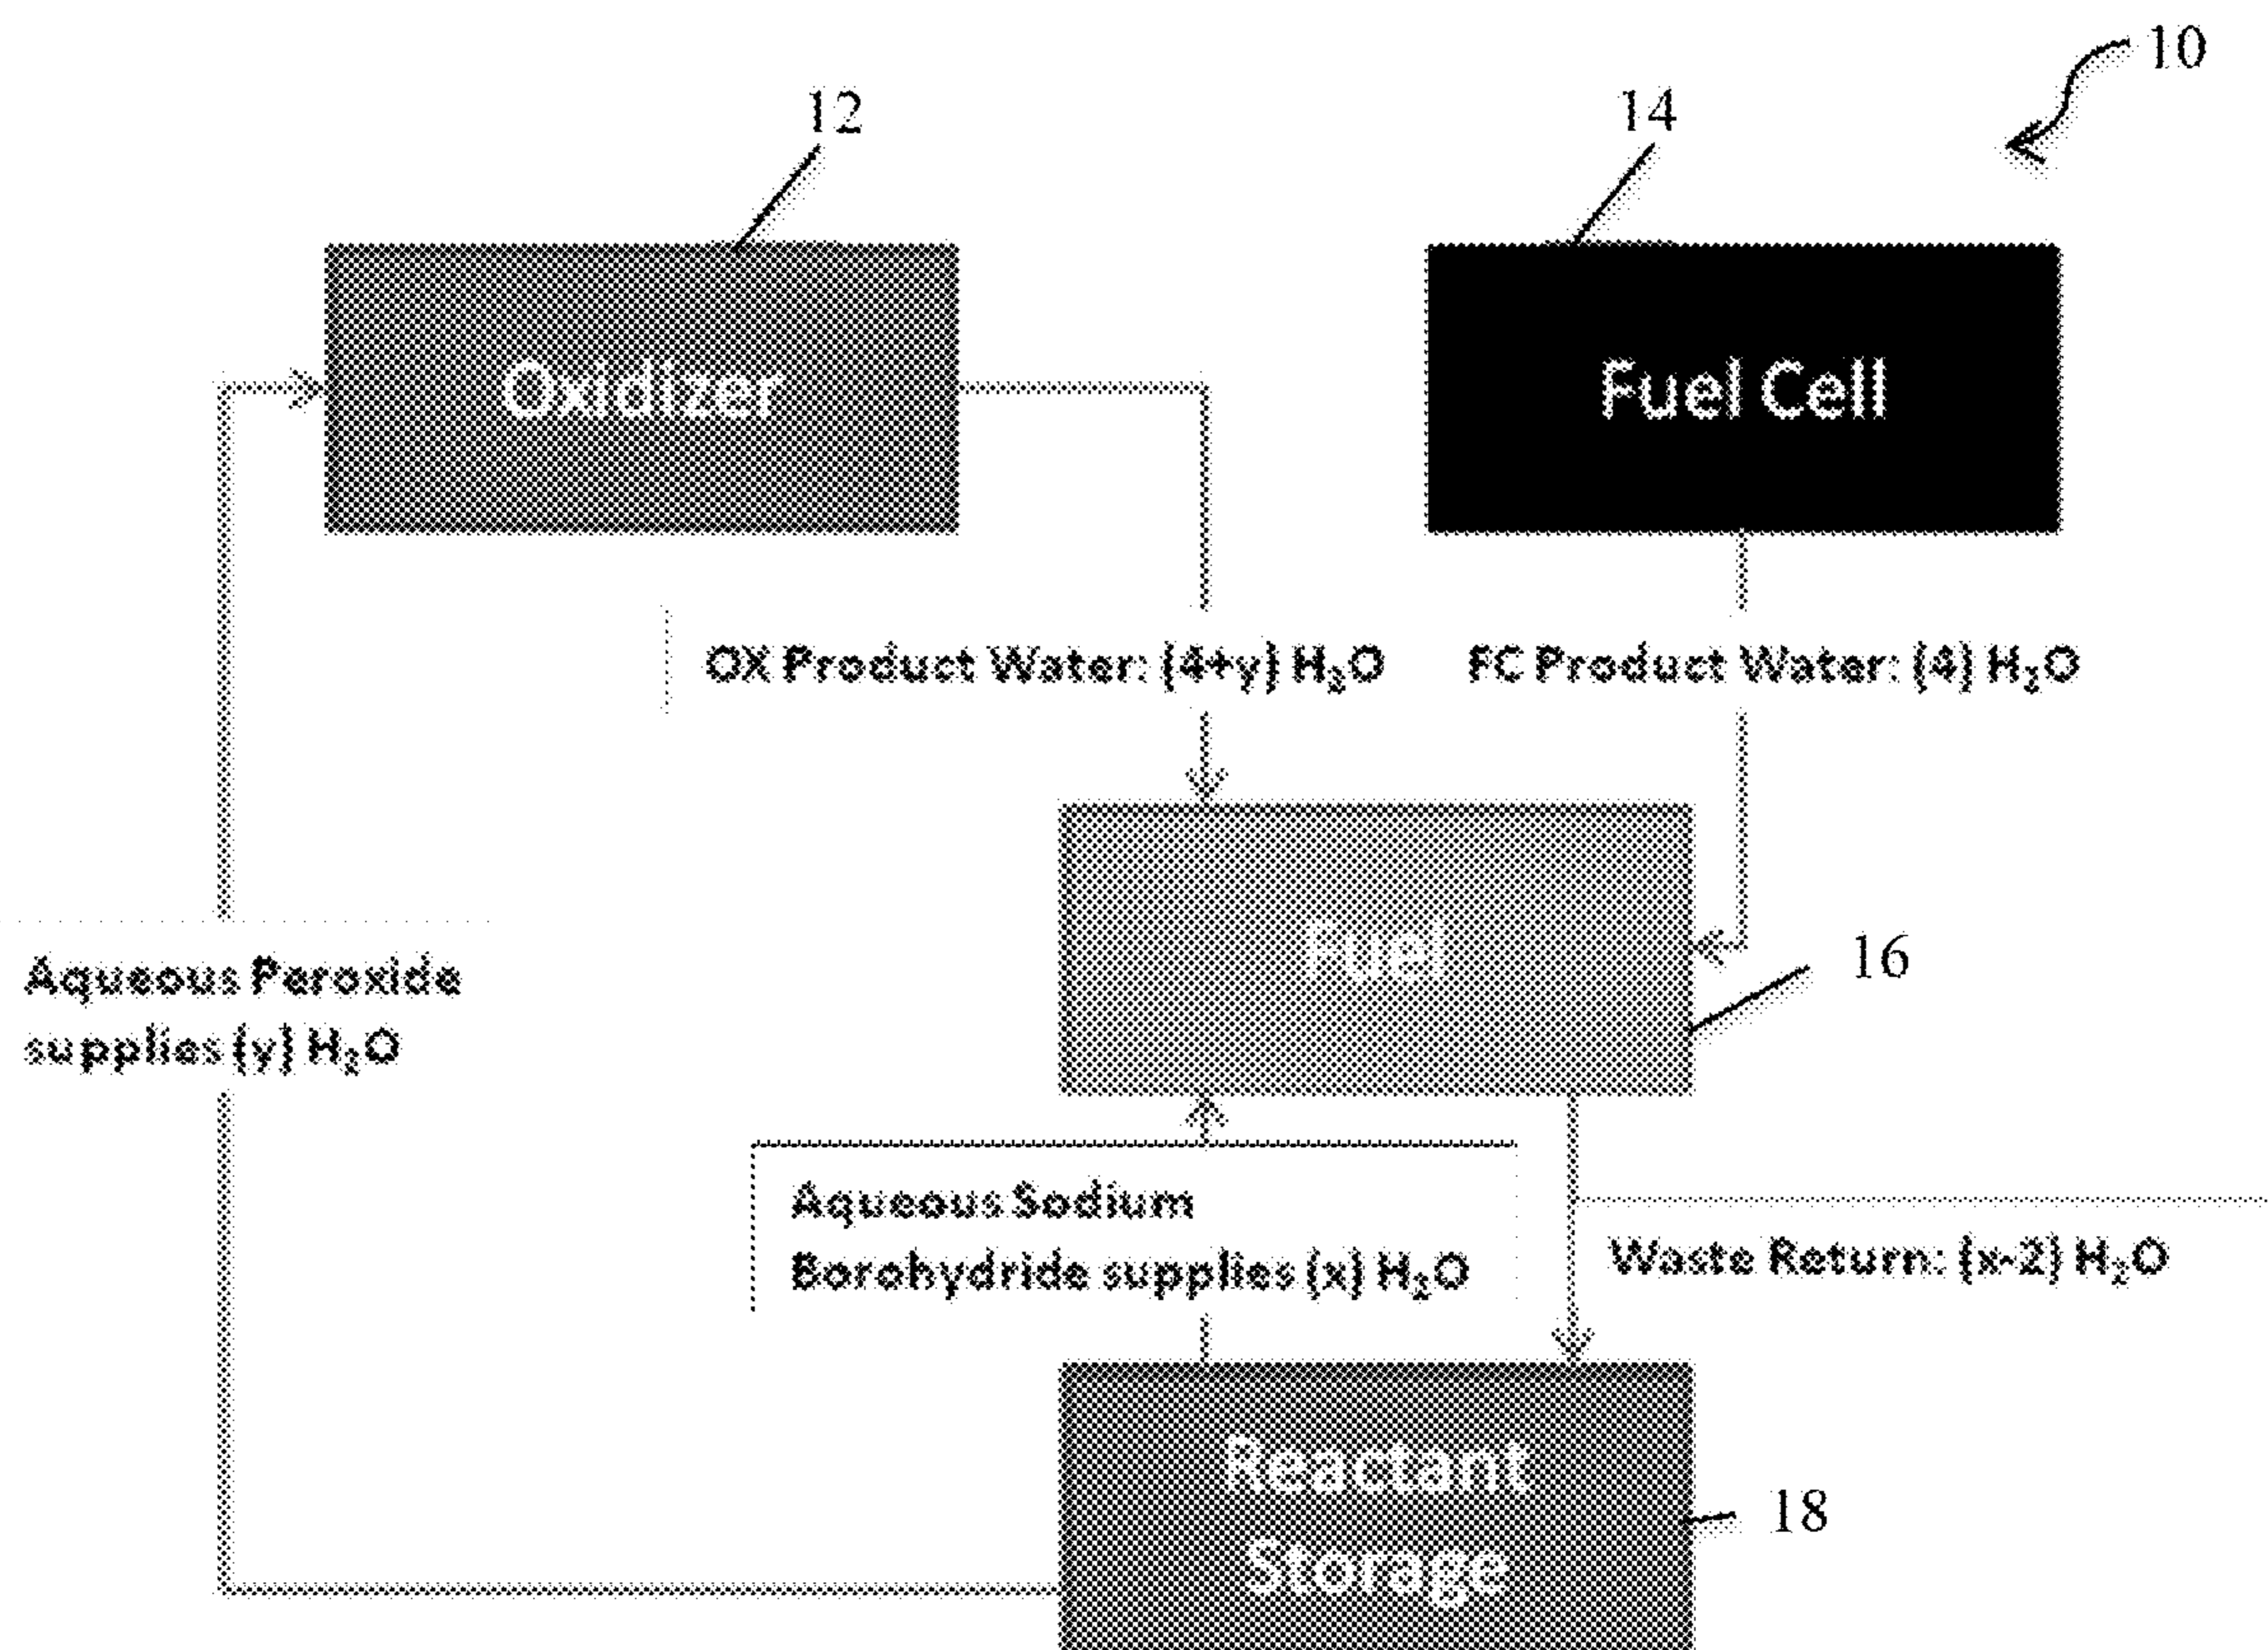 10
12
14
Oxidizer
Fuel Cell
OX Product Water: (4+y) H₂O
FC Product Water: (4) H₂O
Fuel
16
Aqueous Peroxide
supplies (y) H₂O
Aqueous Sodium
Borohydride supplies (x) H₂O
Waste Return: (x-2) H₂O
Reactant
Storage
18